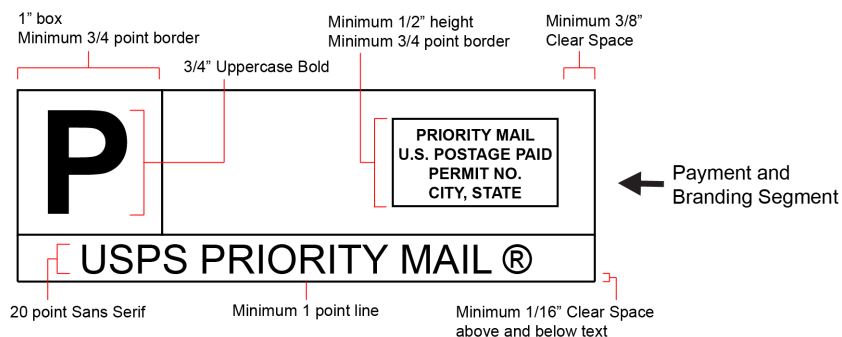 1” box
Minimum 3/4 point border
Minimum 1/2” height
Minimum 3/4 point border
Minimum 3/8”
Clear Space
3/4” Uppercase Bold
P
PRIORITY MAIL
U.S. POSTAGE PAID
PERMIT NO.
CITY, STATE
Payment and
Branding Segment
USPS PRIORITY MAIL ®
20 point Sans Serif
Minimum 1 point line
Minimum 1/16” Clear Space
above and below text